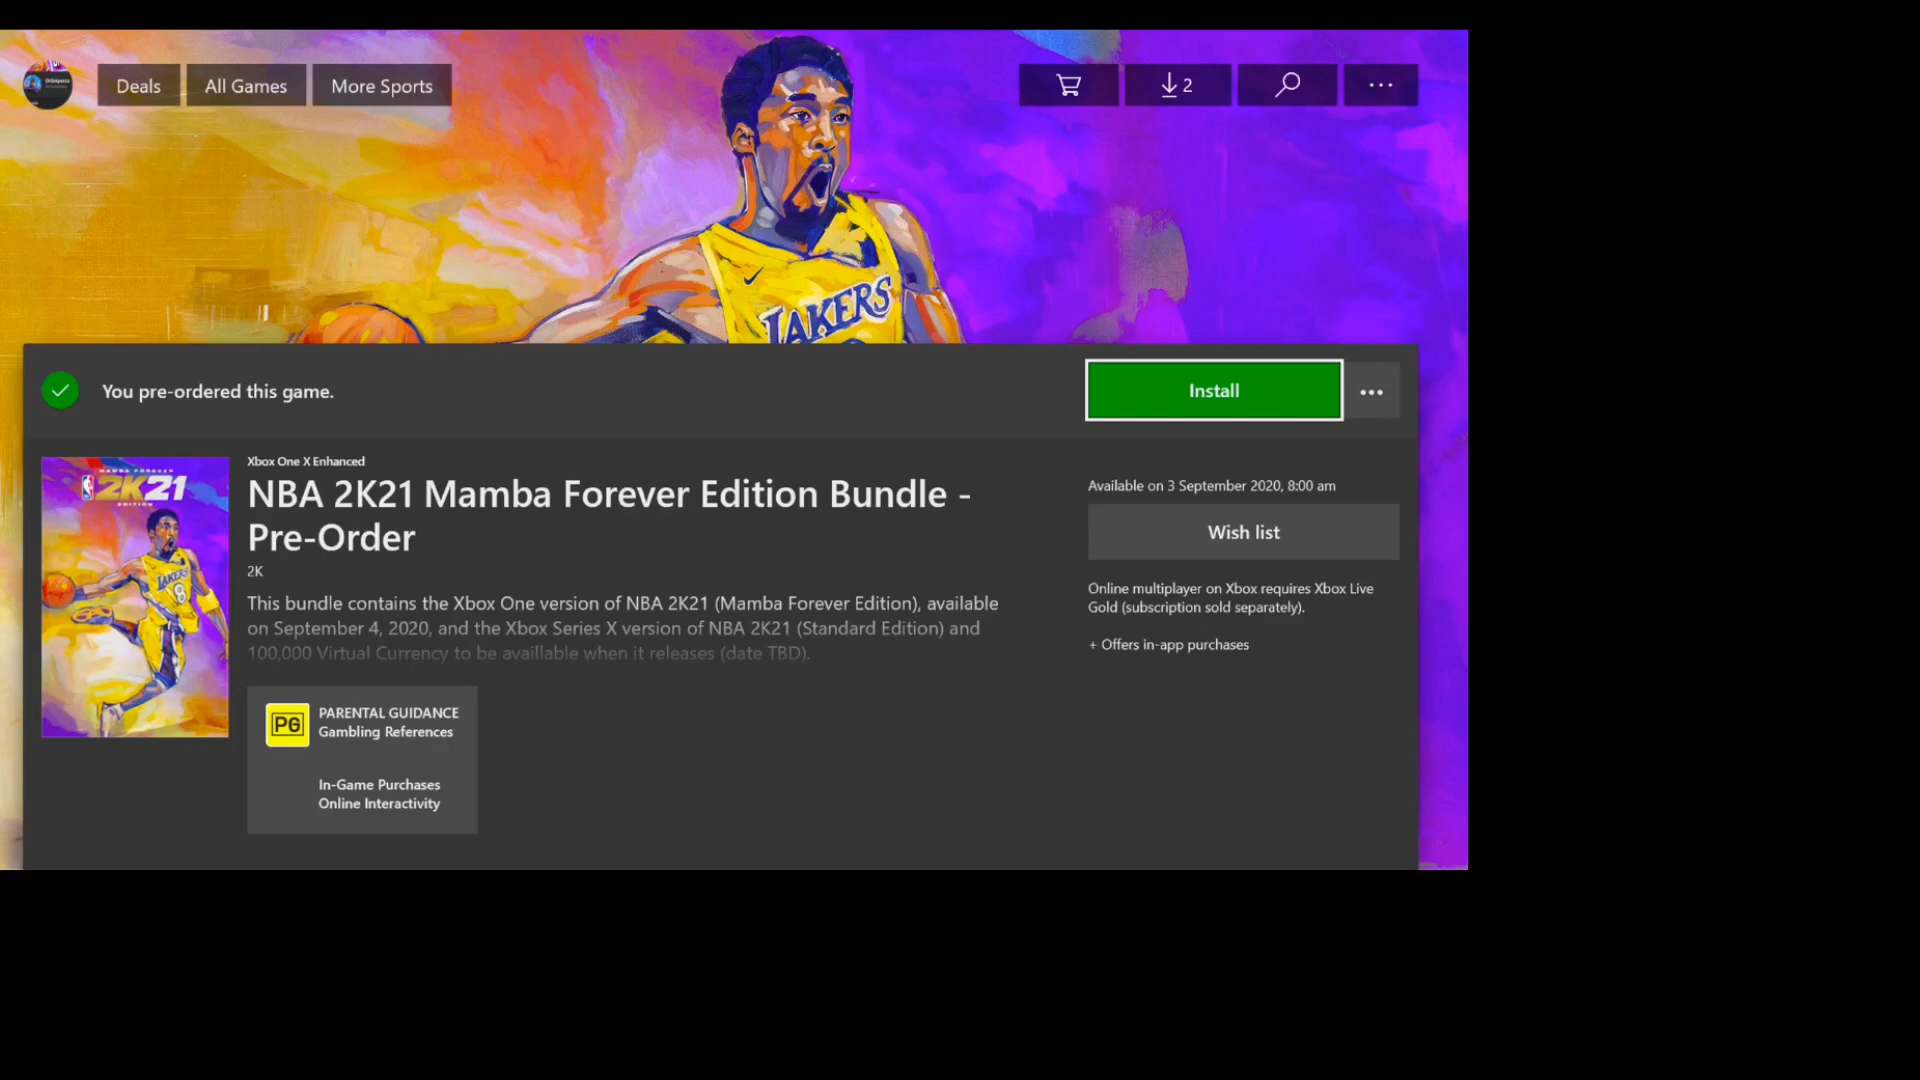 Deals
All Games
More Sports
2
LAKERS
You pre-ordered this game.
Install
MAMBA FOREVER
2K21
EDITION
LAKERS
8
Xbox One X Enhanced
NBA 2K21 Mamba Forever Edition Bundle -
Pre-Order
2K
This bundle contains the Xbox One version of NBA 2K21 (Mamba Forever Edition), available
on September 4, 2020, and the Xbox Series X version of NBA 2K21 (Standard Edition) and
100,000 Virtual Currency to be availlable when it releases (date TBD).
PG
PARENTAL GUIDANCE
Gambling References
In-Game Purchases
Online Interactivity
Available on 3 September 2020, 8:00 am
Wish list
Online multiplayer on Xbox requires Xbox Live
Gold (subscription sold separately).
+ Offers in-app purchases